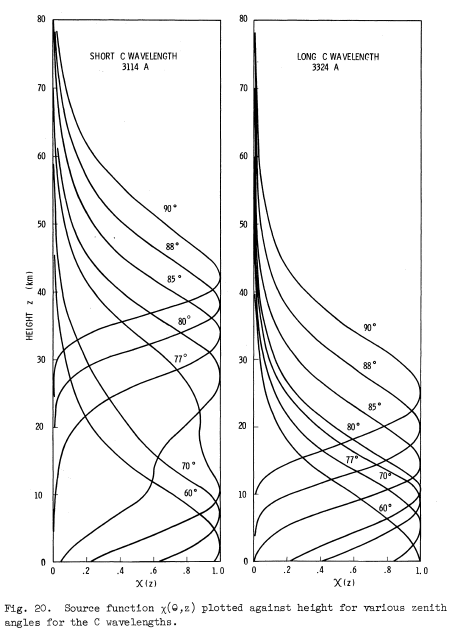 80
70
60
50
40
30
20
10
0
HEIGHT z (km)
SHORT C WAVELENGTH
3114 A
90°
88°
85°
80°
77°
70°
60°
0 .2 .4 .6 .8 1.0
χ(z)
80
70
60
50
40
30
20
10
0
LONG C WAVELENGTH
3324 A
90°
88°
85°
80°
77°
70°
60°
0 .2 .4 .6 .8 1.0
χ(z)
Fig. 20. Source function χ(θ,z) plotted against height for various zenith
angles for the C wavelengths.